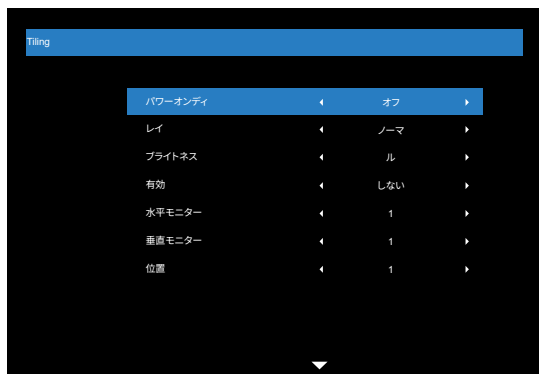 Tiling
パワーオンディ オフ
レイ ノーマ
ブライトネス ル
有効 しない
水平モニター 1
垂直モニター 1
位置 1